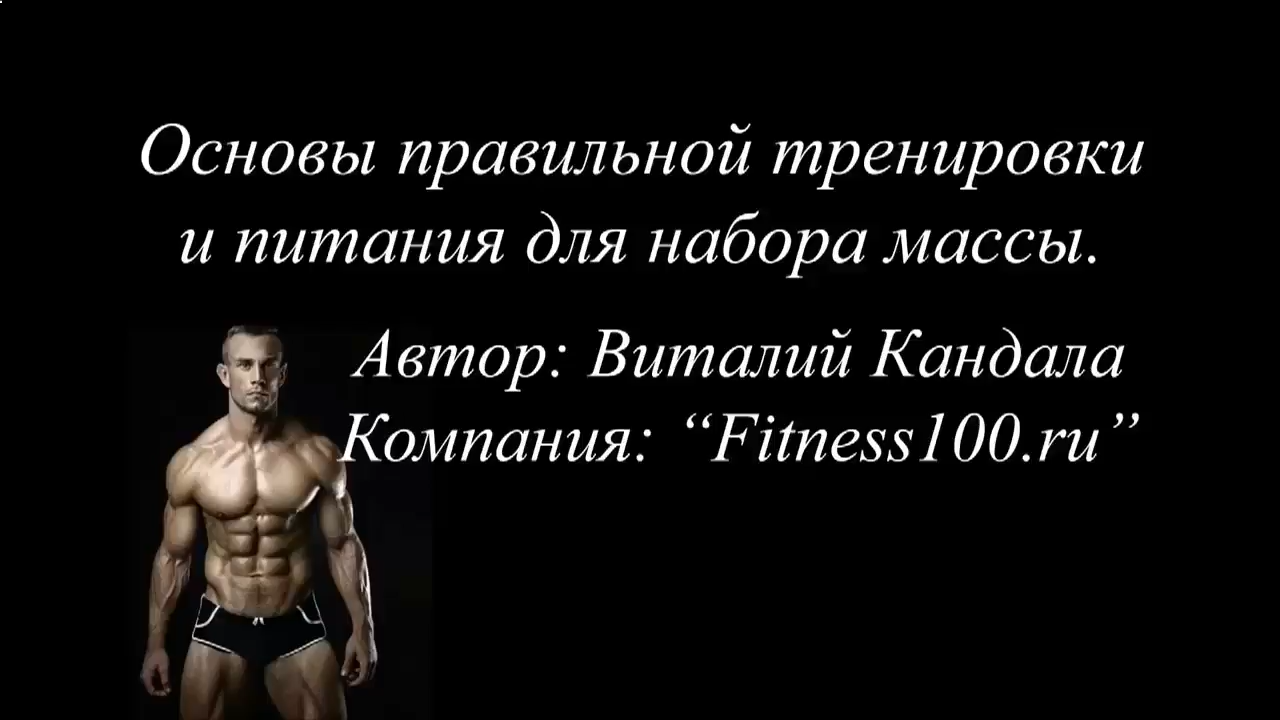 Основы правильной тренировки
и питания для набора массы.
Автор: Виталий Кандала
Компания: “Fitness100.ru”